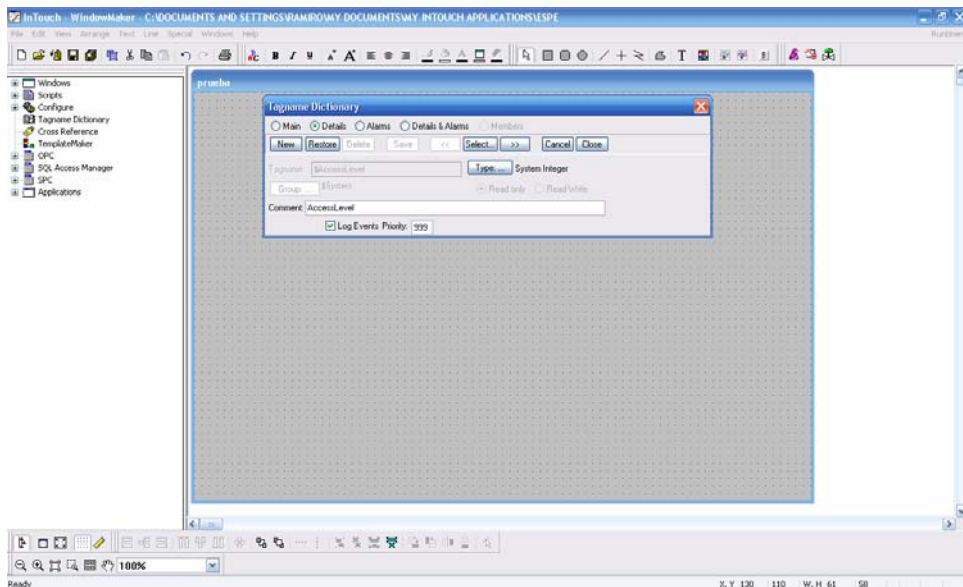 InTouch - WindowMaker - C:\DOCUMENTS AND SETTINGS\RAMIRO\MY DOCUMENTS\MY INTOUCH APPLICATIONS\ESPE
File Edit View Arrange Text Line Special Windows Help Runtime
Windows
Scripts
Configure
Tagname Dictionary
Cross Reference
TemplateMaker
OPC
SQL Access Manager
SPC
Applications
prueba
Tagname Dictionary
Main Details Alarms Details & Alarms Members
New Restore Delete Save << Select... >> Cancel Close
Tagname: $AccessLevel Type: ... System Integer
Group: ... $System Read only Read Write
Comment: AccessLevel
Log Events Priority: 999
100%
Ready X, Y 130 110 W, H 61 58